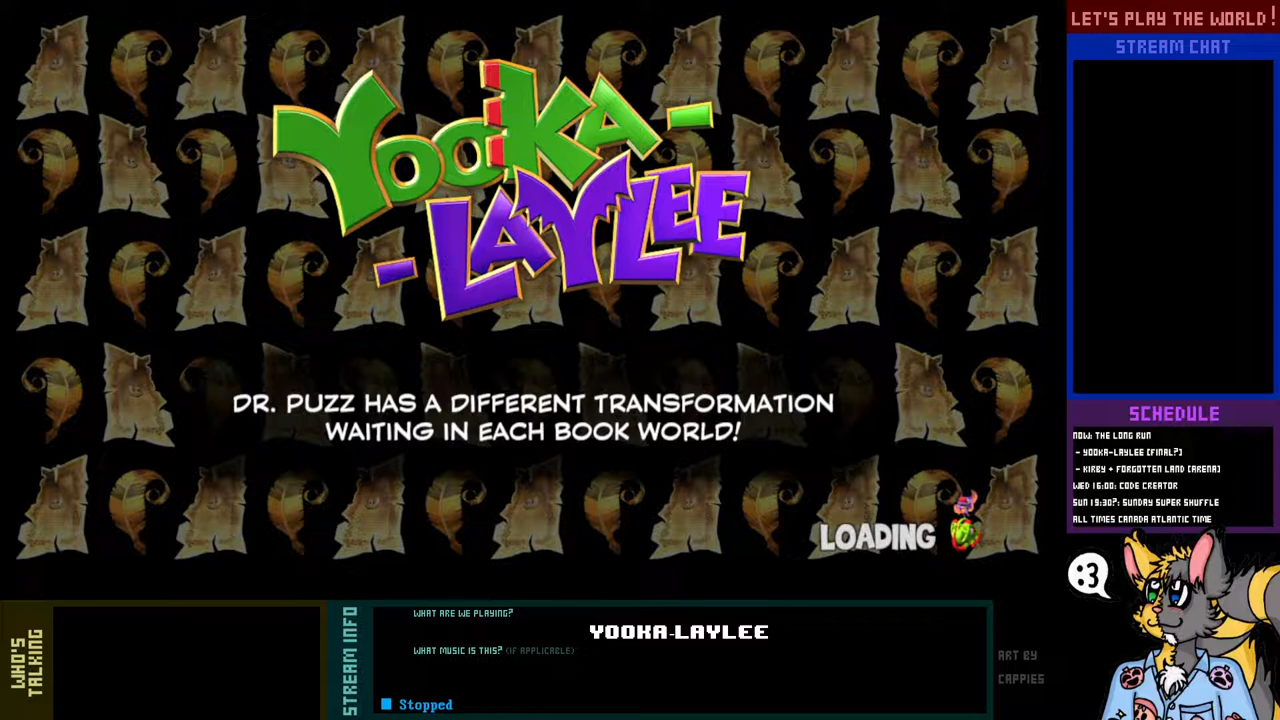 YOOKA-
-LAYLEE
DR. PUZZ HAS A DIFFERENT TRANSFORMATION
WAITING IN EACH BOOK WORLD!
LOADING
LET'S PLAY THE WORLD!
STREAM CHAT
SCHEDULE
NOW: THE LONG RUN
- YOOKA-LAYLEE [FINAL?]
- KIRBY + FORGOTTEN LAND [ARENA]
WED 16:00: CODE CREATOR
SUN 19:30?: SUNDAY SUPER SHUFFLE
ALL TIMES CANADA ATLANTIC TIME
:3
WHO'S
TALKING
STREAM INFO
WHAT ARE WE PLAYING?
YOOKA-LAYLEE
WHAT MUSIC IS THIS? (IF APPLICABLE)
Stopped
ART BY
CAPPIES